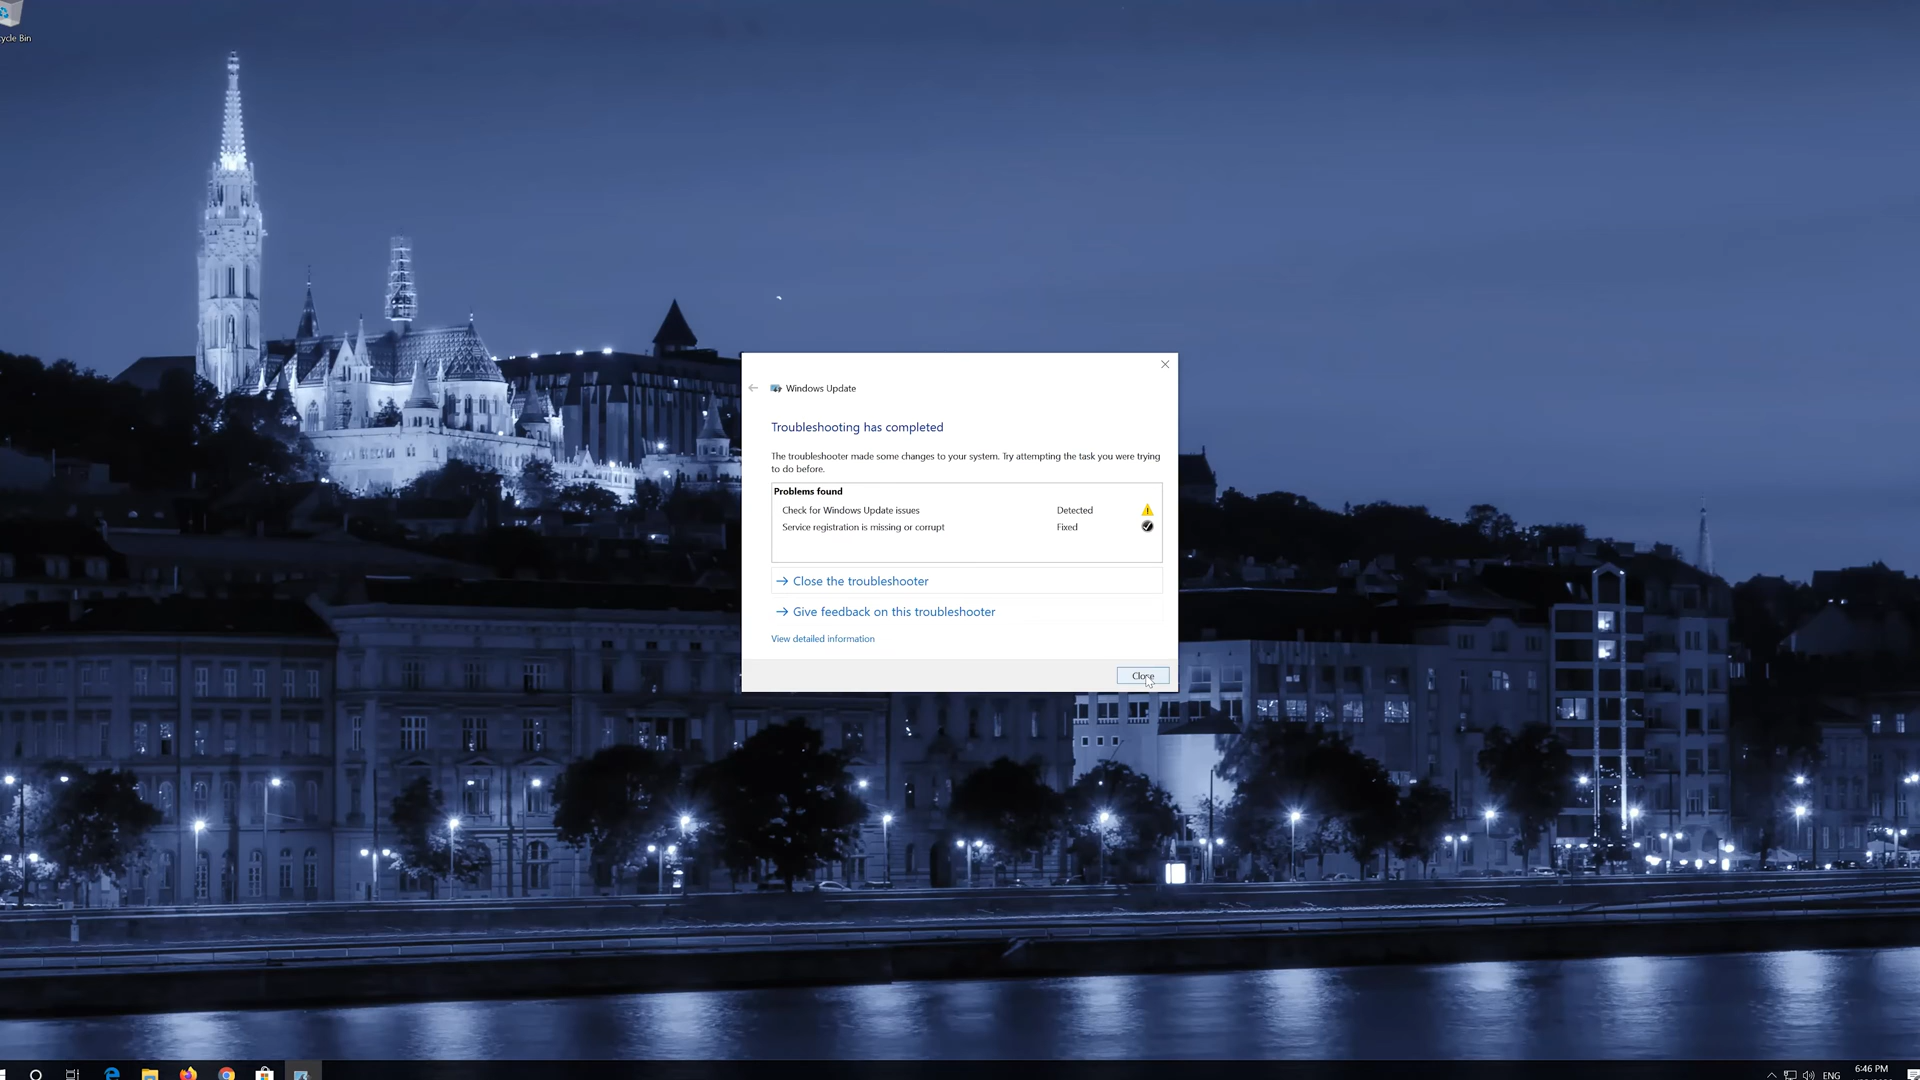 ycle Bin
Windows Update
Troubleshooting has completed
The troubleshooter made some changes to your system. Try attempting the task you were trying
to do before.
Problems found
Check for Windows Update issues Detected
Service registration is missing or corrupt Fixed
→ Close the troubleshooter
→ Give feedback on this troubleshooter
View detailed information
Close
ENG
6:46 PM